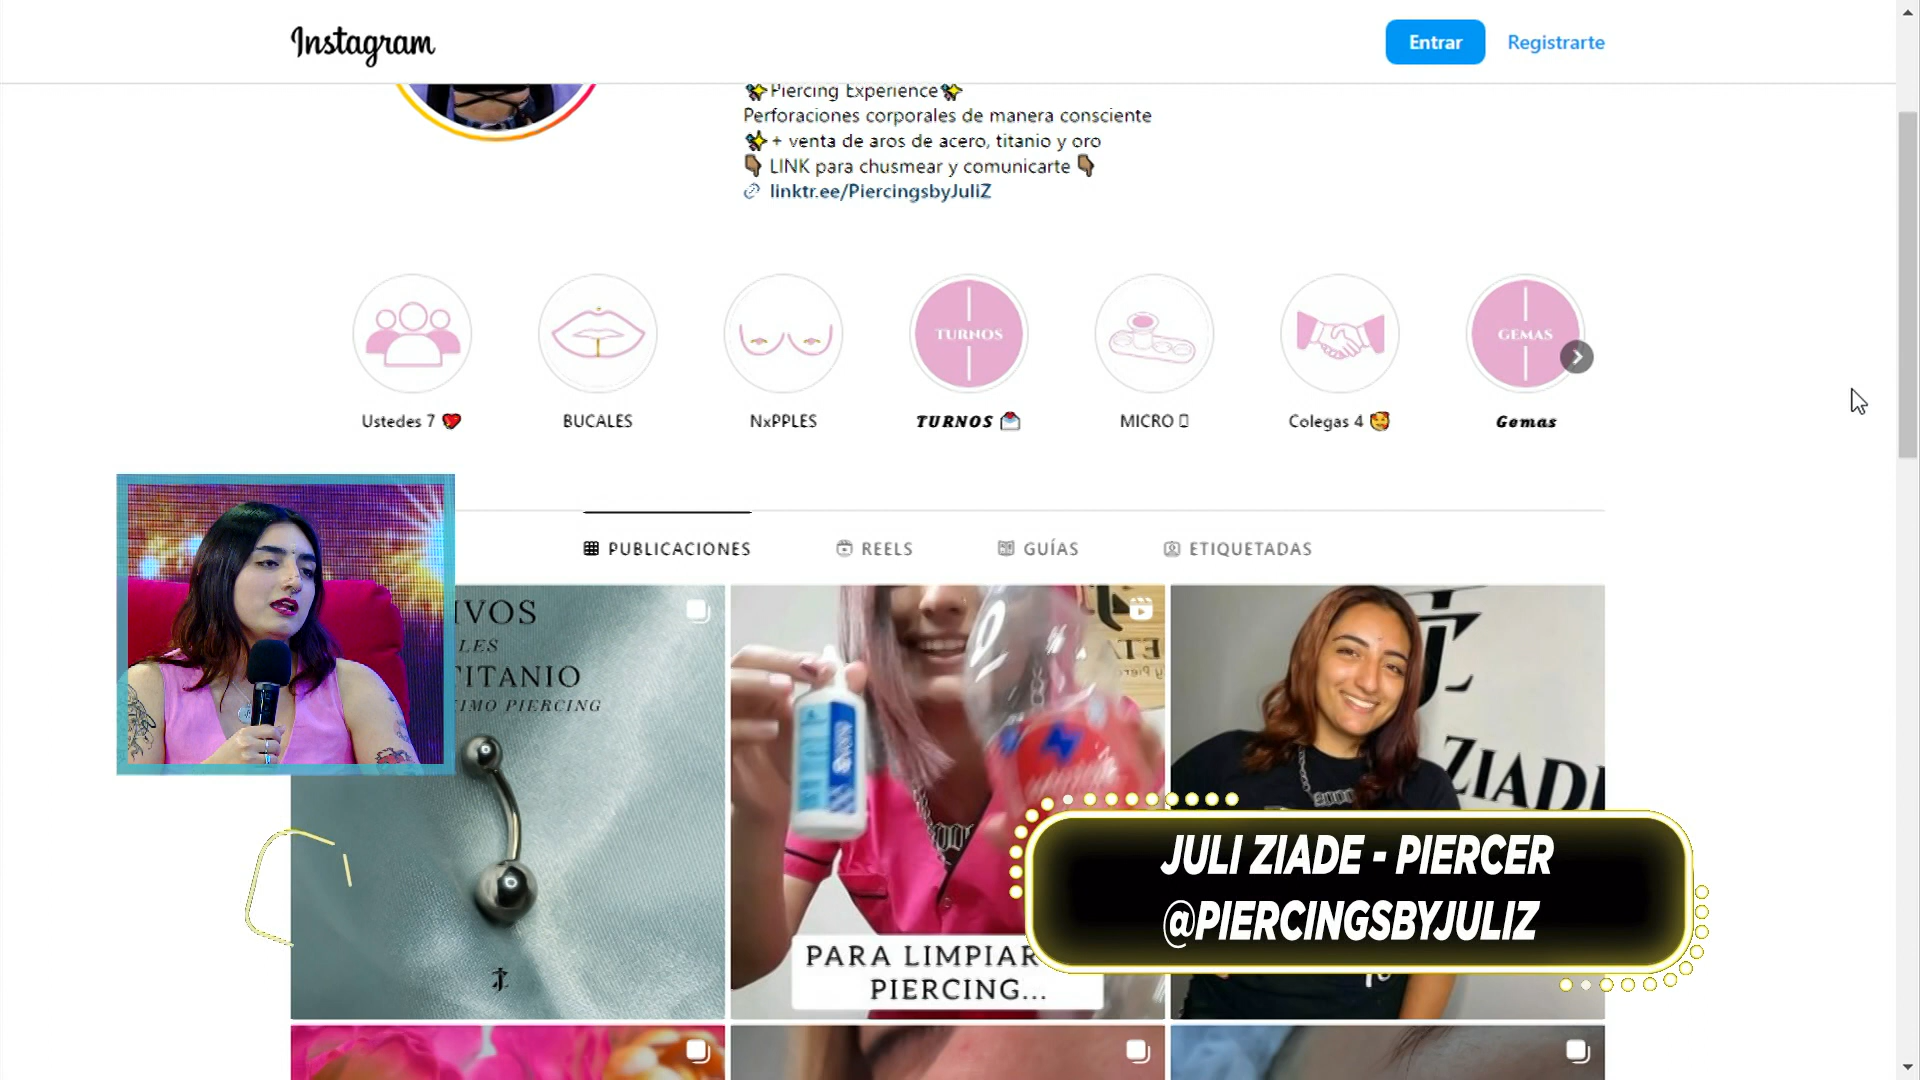 Instagram
Entrar
Registrarte
✨Piercing Experience✨
Perforaciones corporales de manera consciente
✨+ venta de aros de acero, titanio y oro
👇🏽 LINK para chusmear y comunicarte 👇🏽
linktr.ee/PiercingsbyJuliZ
TURNOS
GEMAS
Ustedes 7 ❤️
BUCALES
NxPPLES
TURNOS 💌
MICRO
Colegas 4 🥰
Gemas
PUBLICACIONES
REELS
GUÍAS
ETIQUETADAS
IVOS
LES
TITANIO
IMO PIERCING
PARA LIMPIAR
PIERCING...
ZIADE
JULI ZIADE - PIERCER
@PIERCINGSBYJULIZ